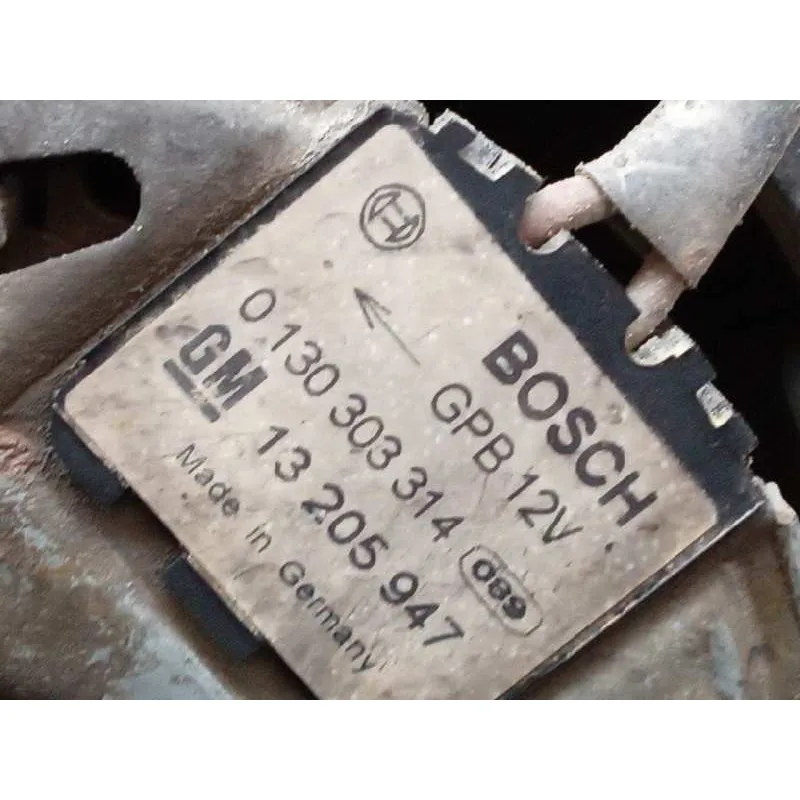 BOSCH
GPB 12V
0 130 303 314
089
GM 13 205 947
Made in Germany